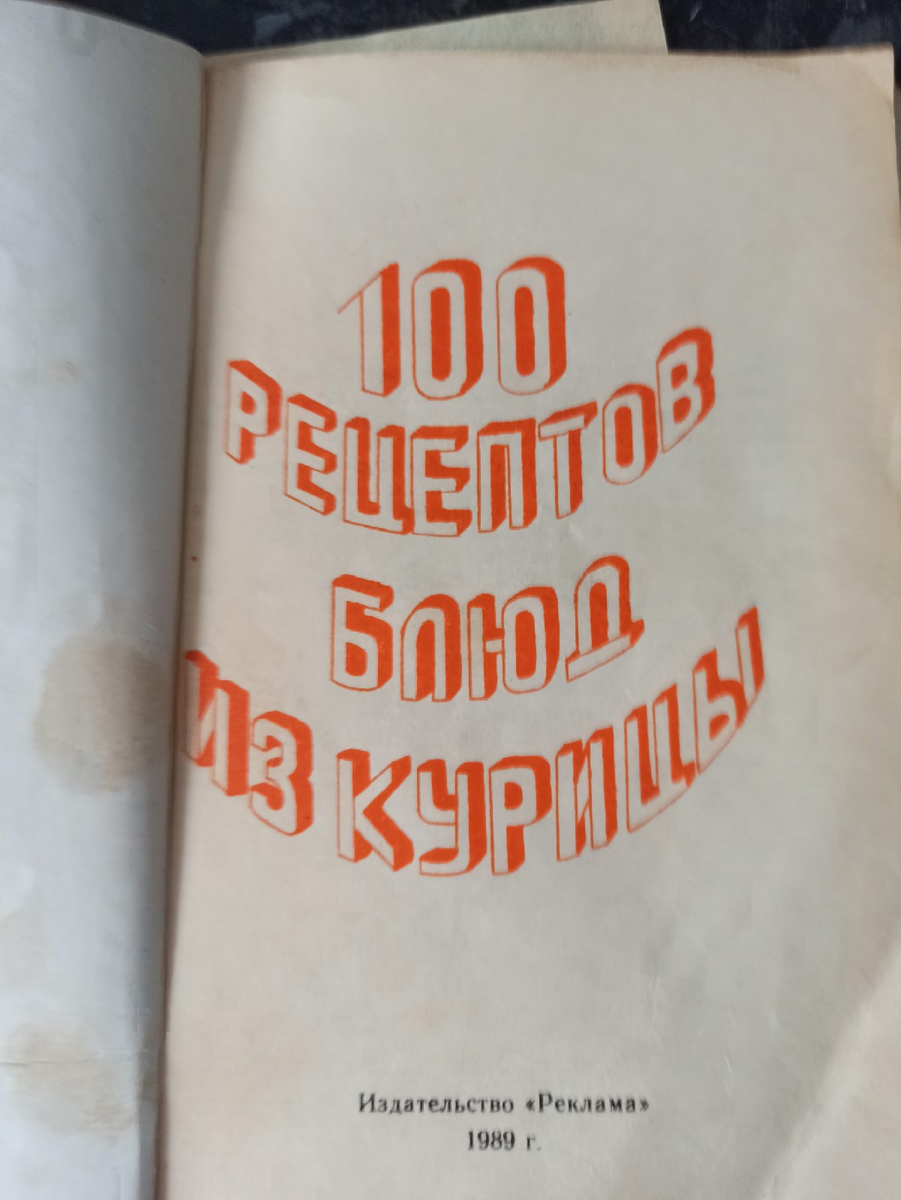 100
РЕЦЕПТОВ
БЛЮД
ИЗ КУРИЦЫ
Издательство «Реклама»
1989 г.